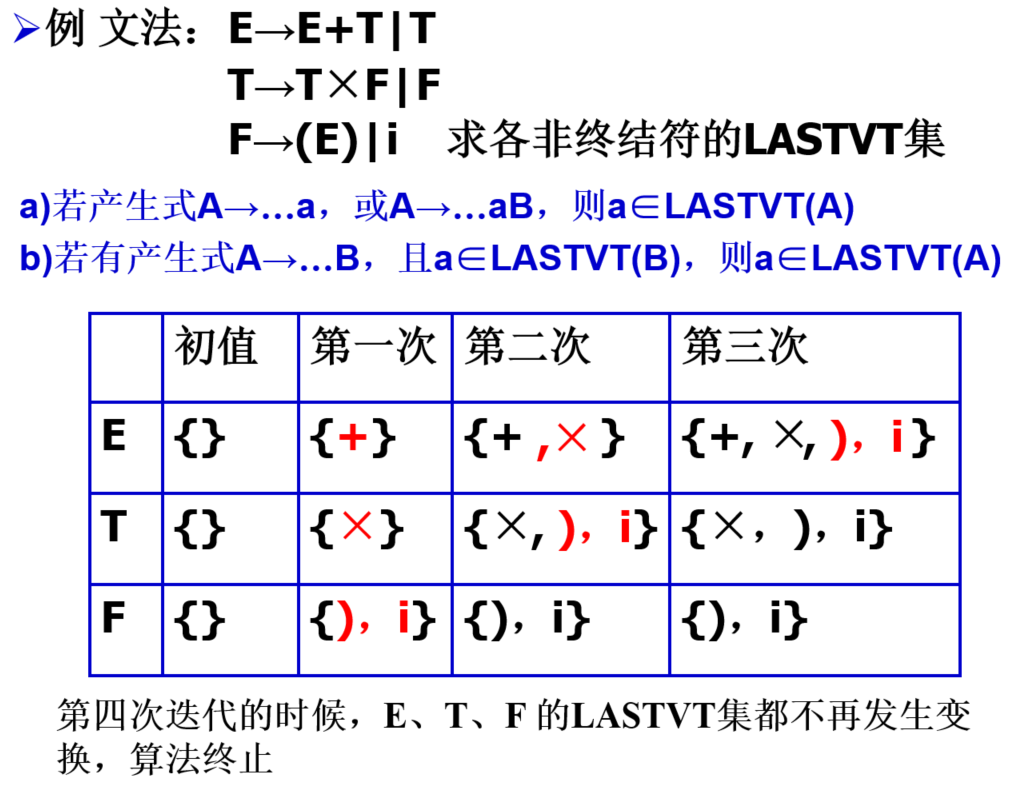 ➢例 文法：E→E+T|T
T→T×F|F
F→(E)|i 求各非终结符的LASTVT集
a)若产生式A→…a，或A→…aB，则a∈LASTVT(A)
b)若有产生式A→…B，且a∈LASTVT(B)，则a∈LASTVT(A)
初值 第一次 第二次 第三次
E {} {+} {+ ,× } {+, ×, )，i }
T {} {×} {×, )，i} {×，)，i}
F {} {)，i} {)，i} {)，i}
第四次迭代的时候，E、T、F 的LASTVT集都不再发生变
换，算法终止